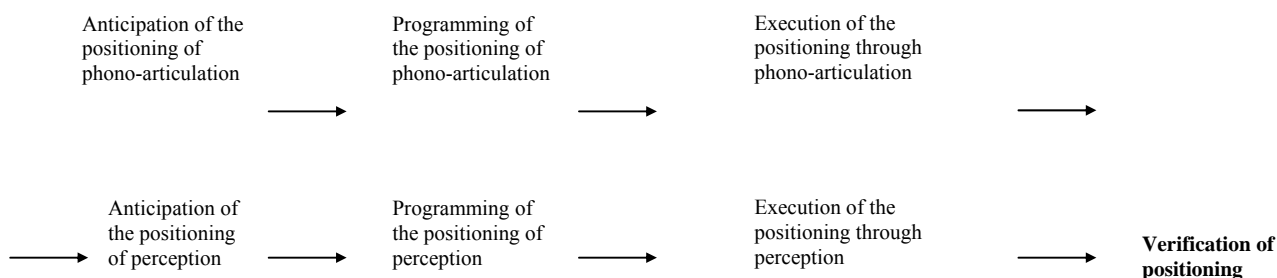 Anticipation of the
positioning of
phono-articulation
Programming of
the positioning of
phono-articulation
Execution of the
positioning through
phono-articulation
Anticipation of
the positioning
of perception
Programming of
the positioning of
perception
Execution of the
positioning through
perception
Verification of
positioning